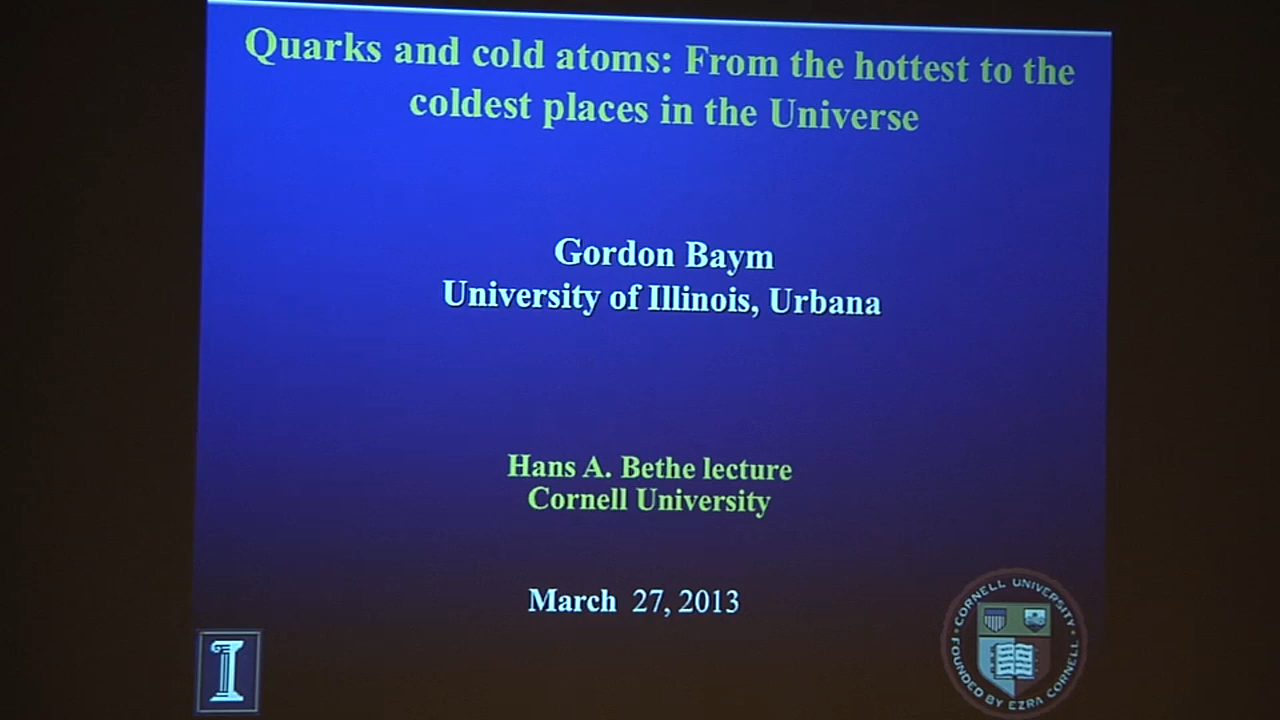 Quarks and cold atoms: From the hottest to the
coldest places in the Universe
Gordon Baym
University of Illinois, Urbana
Hans A. Bethe lecture
Cornell University
March 27, 2013
I
CORNELL UNIVERSITY
FOUNDED BY EZRA CORNELL